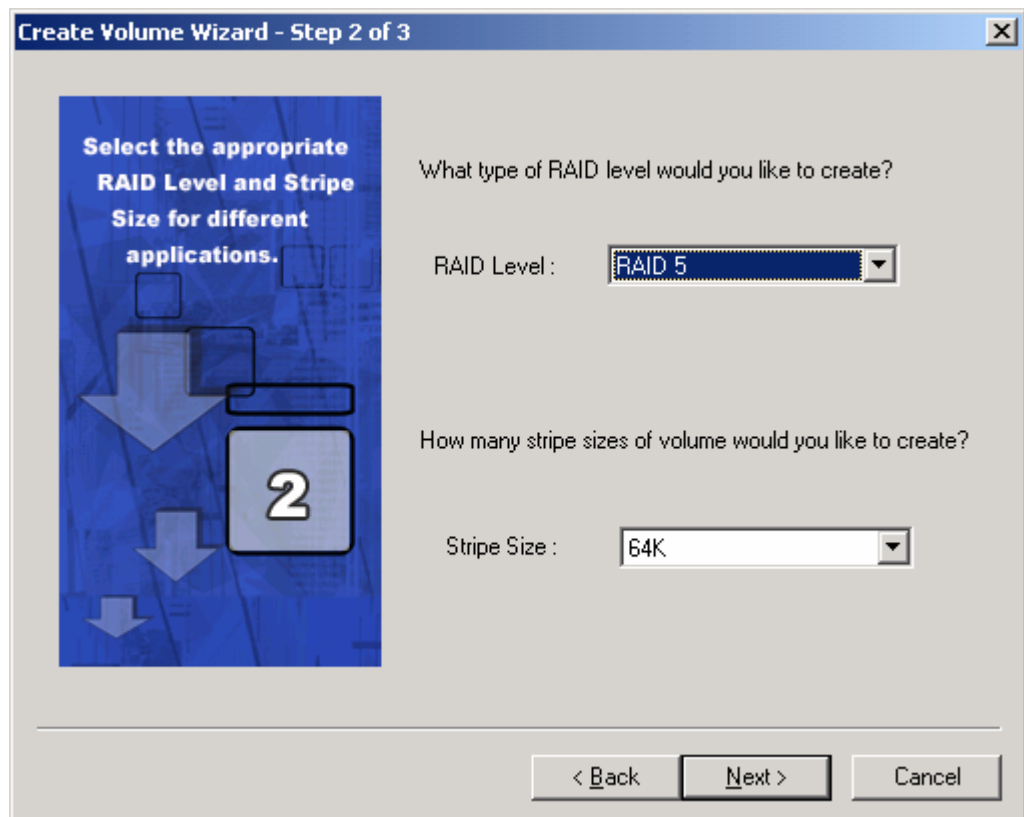 Create Volume Wizard - Step 2 of 3
Select the appropriate
RAID Level and Stripe
Size for different
applications.
2
What type of RAID level would you like to create?
RAID Level : RAID 5
How many stripe sizes of volume would you like to create?
Stripe Size : 64K
< Back Next > Cancel